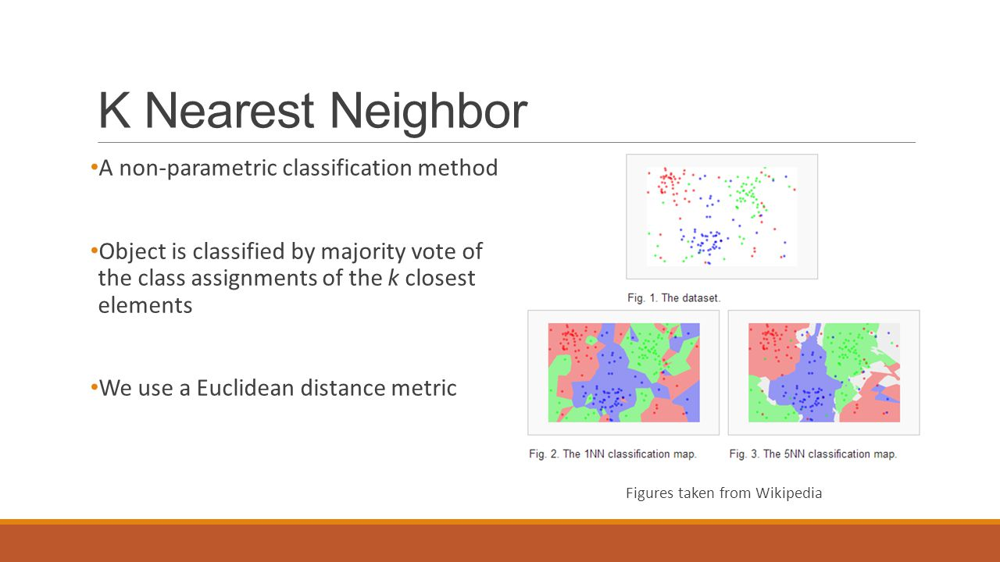 K Nearest Neighbor
• A non-parametric classification method
• Object is classified by majority vote of
the class assignments of the k closest
elements
• We use a Euclidean distance metric
Fig. 1. The dataset.
Fig. 2. The 1NN classification map.
Fig. 3. The 5NN classification map.
Figures taken from Wikipedia